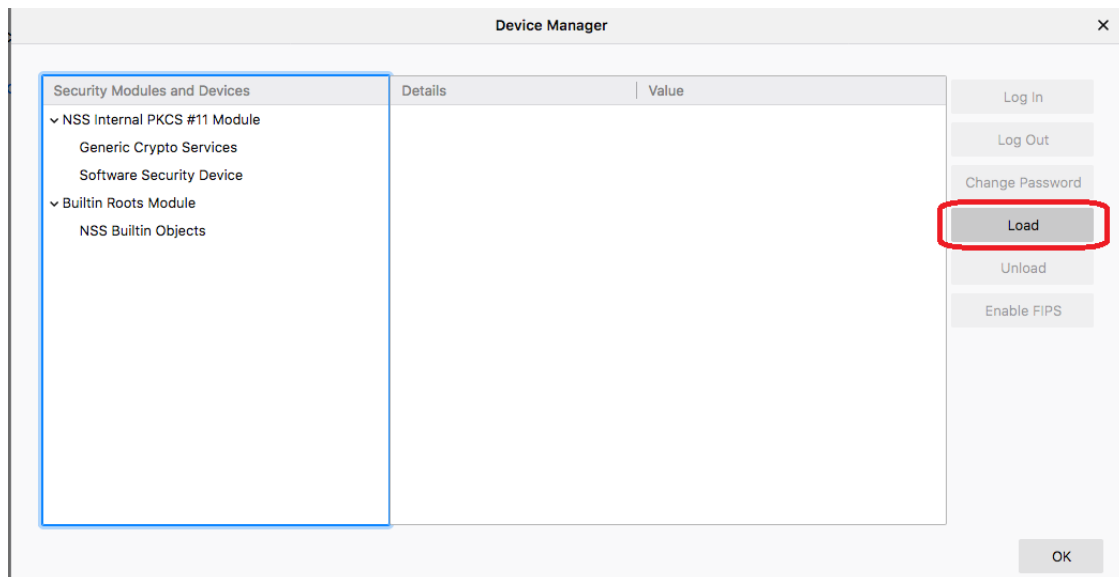 Device Manager
Security Modules and Devices
Details
Value
NSS Internal PKCS #11 Module
Generic Crypto Services
Software Security Device
Builtin Roots Module
NSS Builtin Objects
Log In
Log Out
Change Password
Load
Unload
Enable FIPS
OK